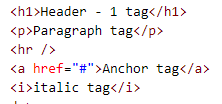 <h1>Header - 1 tag</h1>
<p>Paragraph tag</p>
<hr />
<a href="#">Anchor tag</a>
<i>italic tag</i>